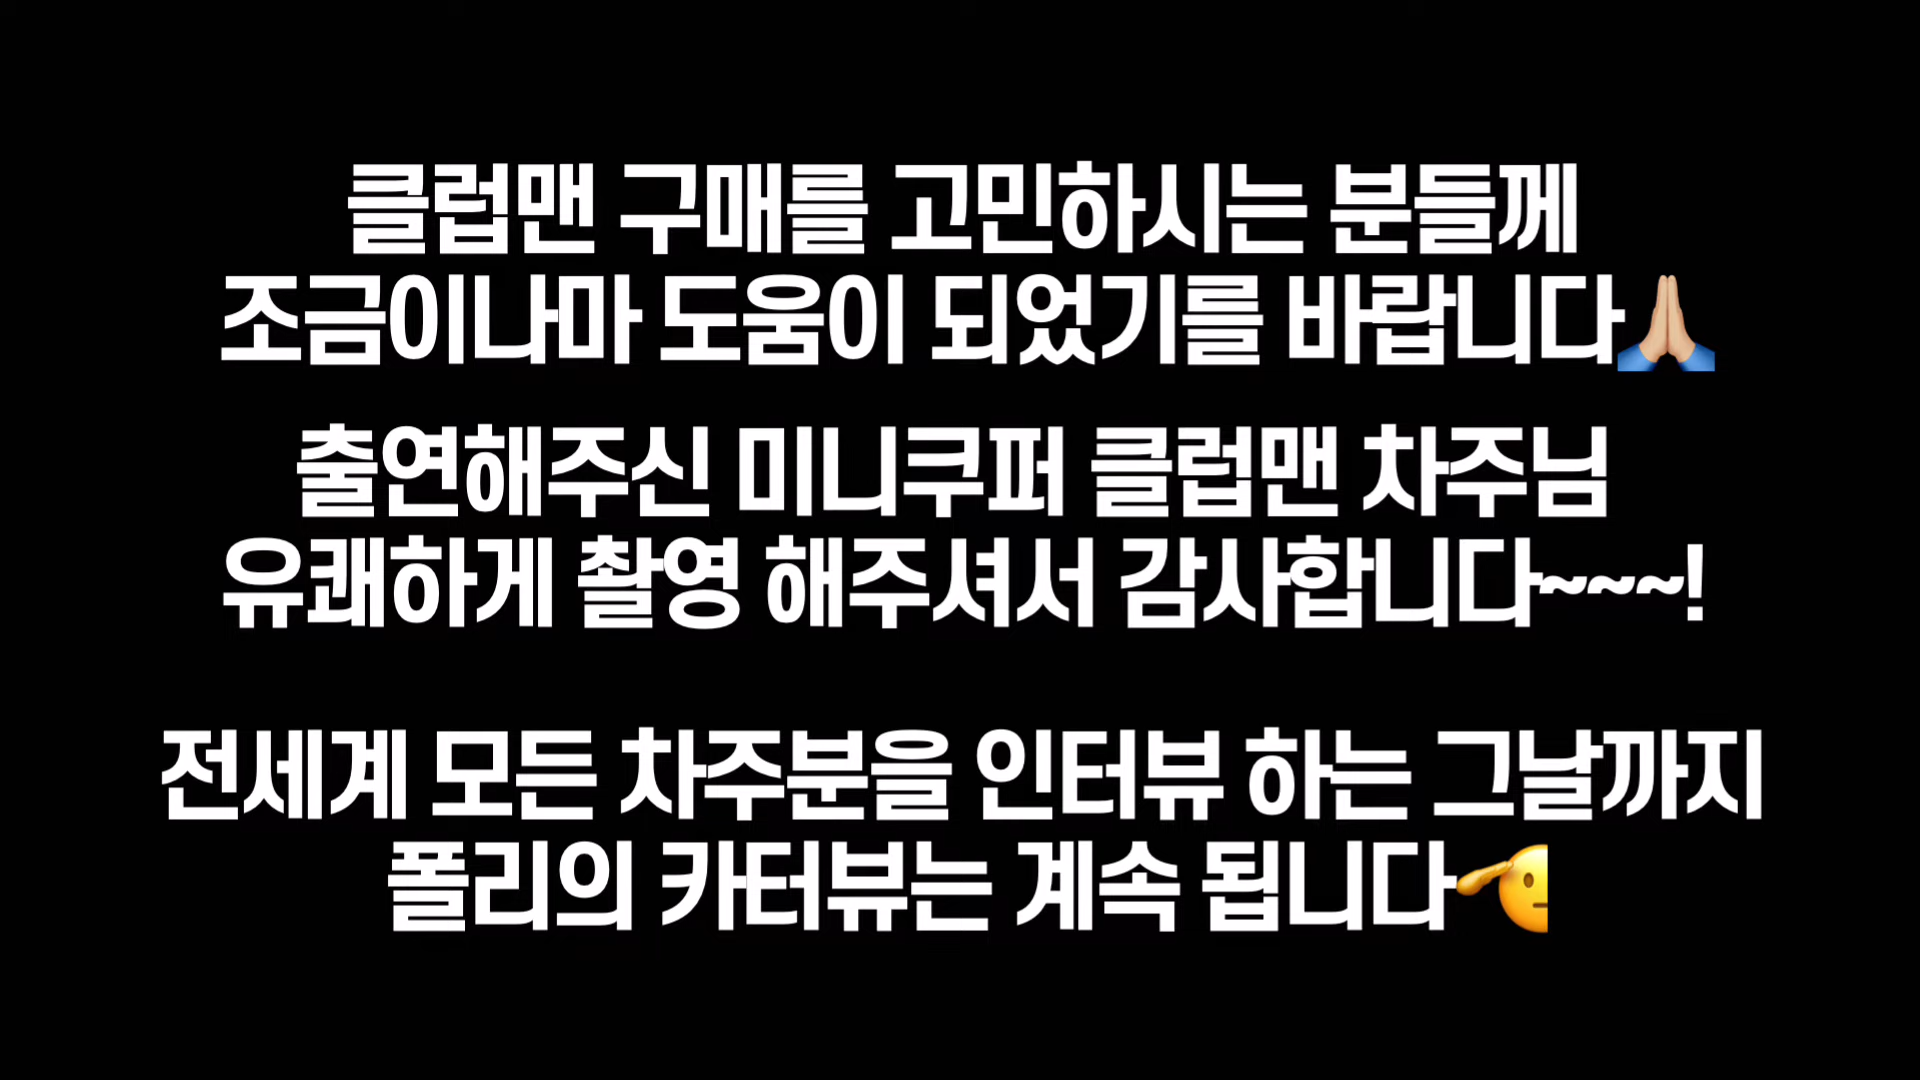 클럽맨 구매를 고민하시는 분들께
조금이나마 도움이 되었기를 바랍니다🙏🏼
출연해주신 미니쿠퍼 클럽맨 차주님
유쾌하게 촬영 해주셔서 감사합니다~~~!
전세계 모든 차주분을 인터뷰 하는 그날까지
폴리의 카터뷰는 계속 됩니다🫡